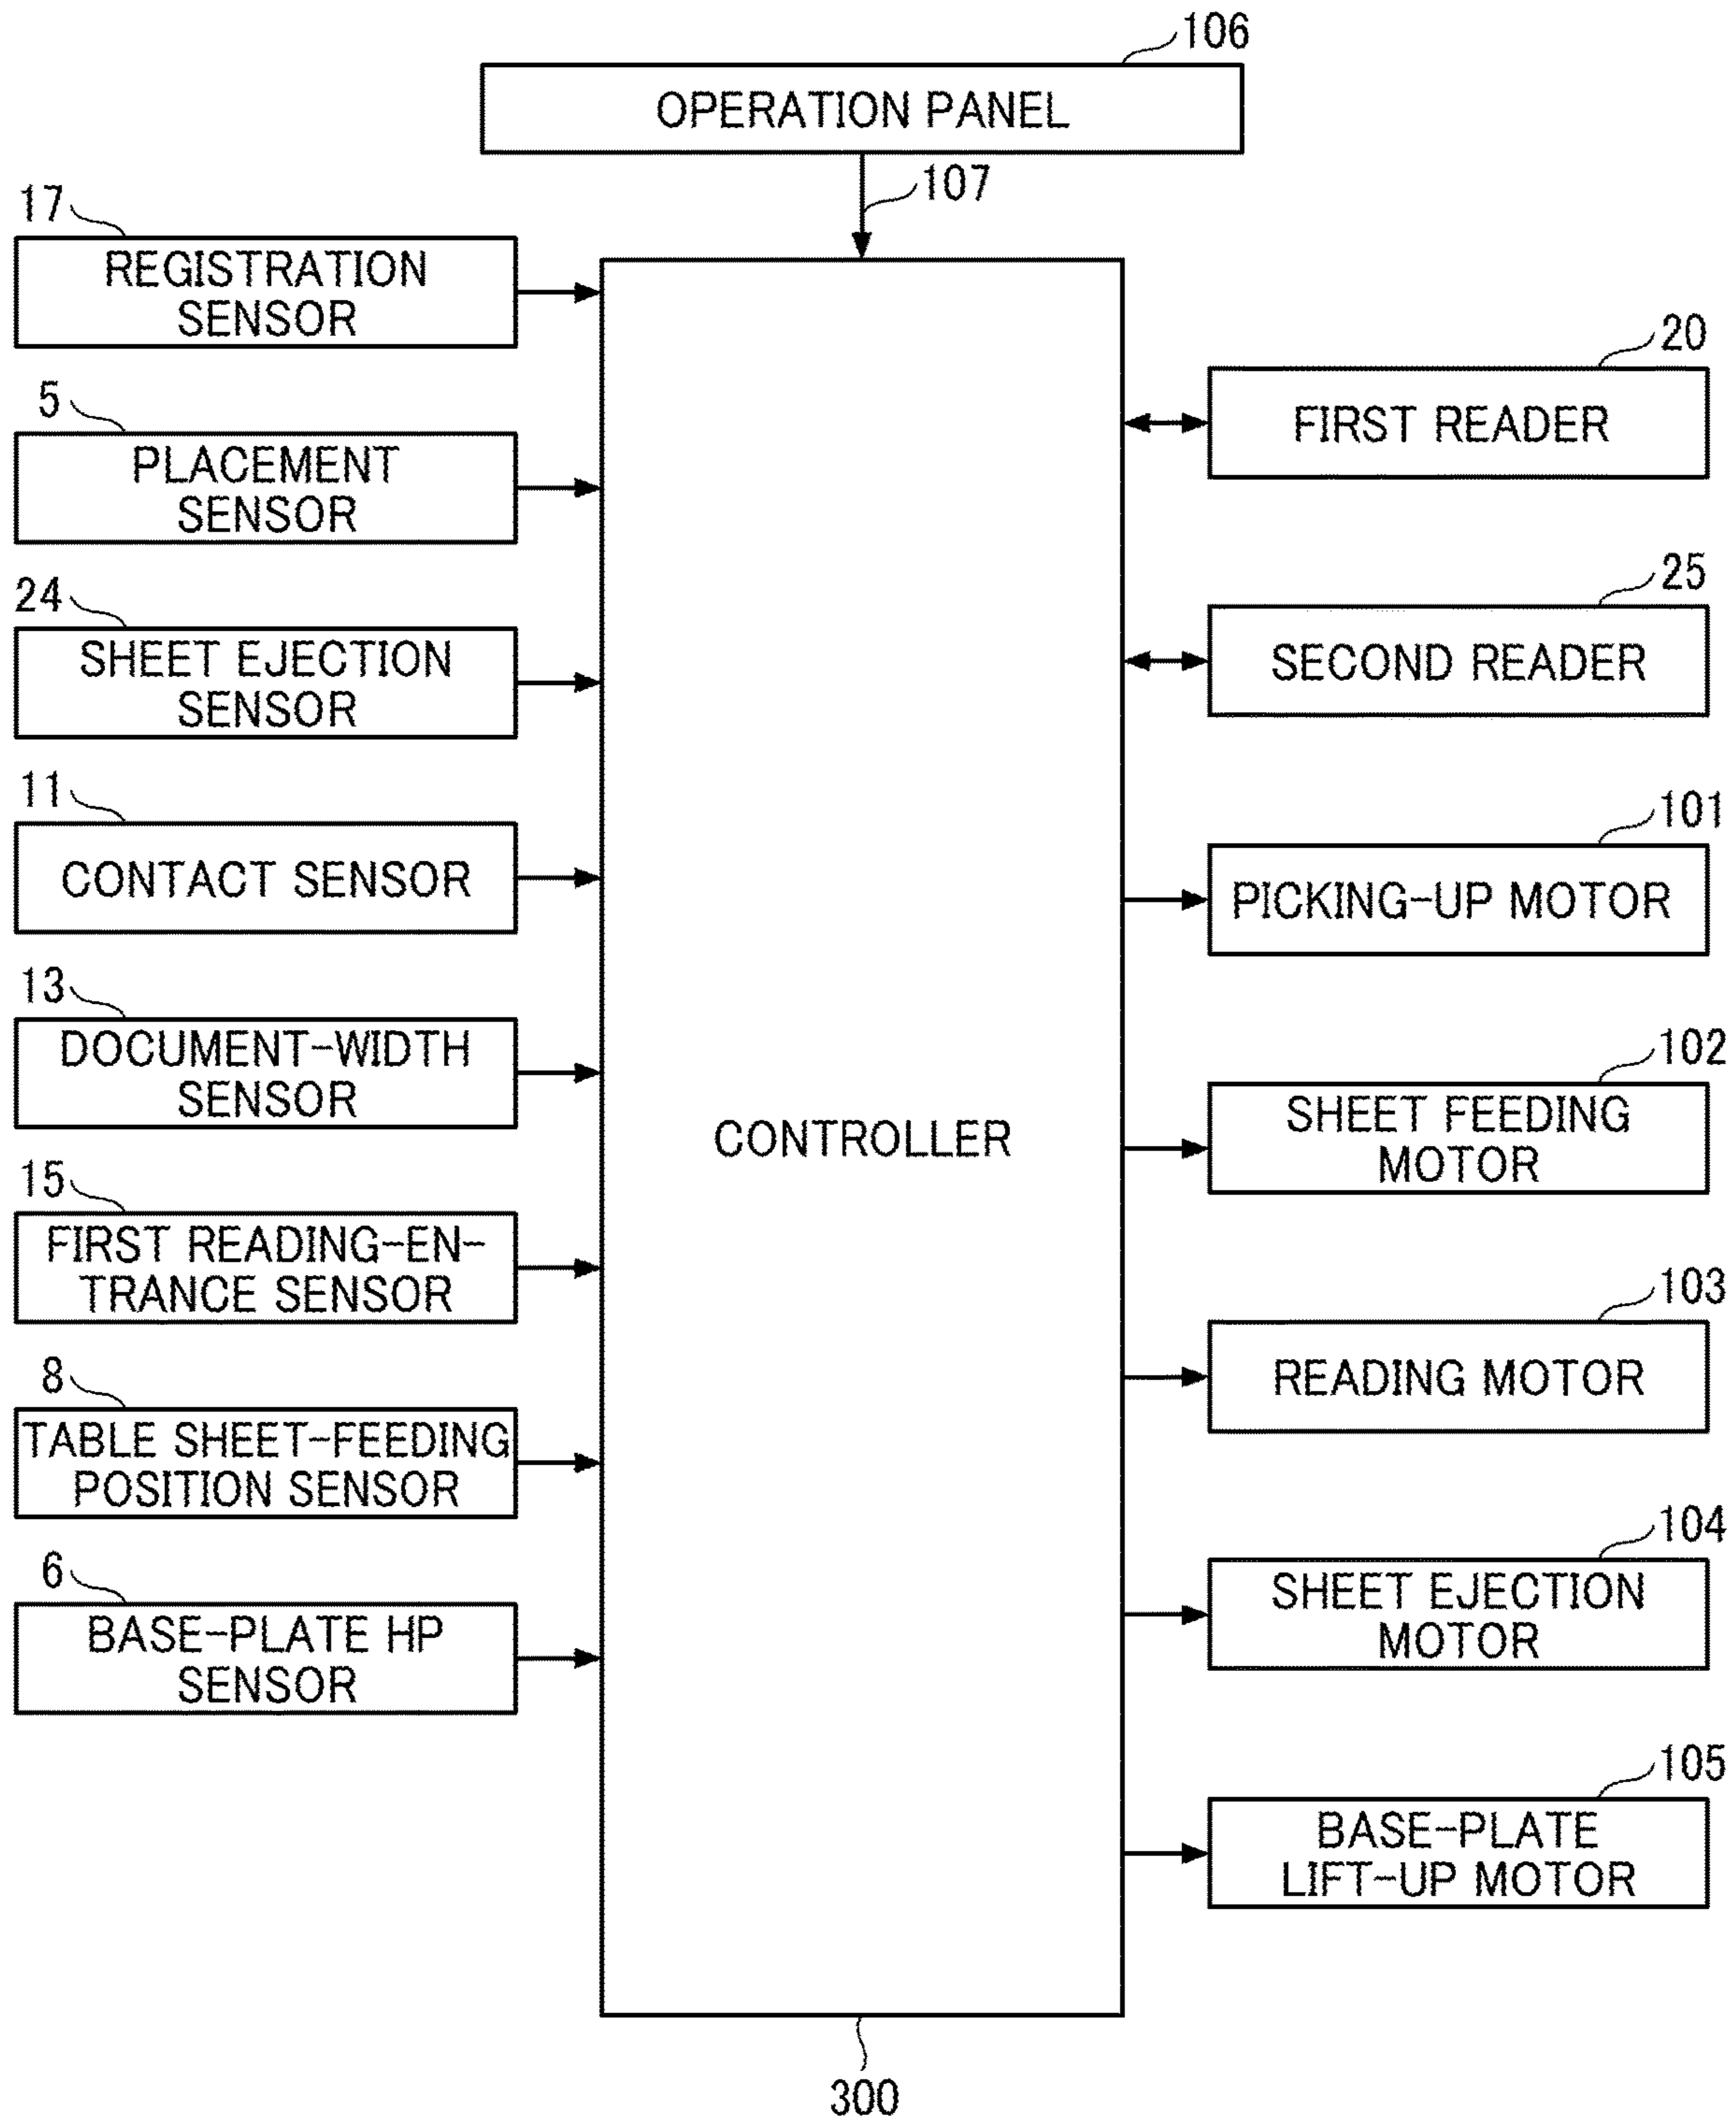 106
OPERATION PANEL
107
17
REGISTRATION
SENSOR
5
PLACEMENT
SENSOR
24
SHEET EJECTION
SENSOR
11
CONTACT SENSOR
13
DOCUMENT-WIDTH
SENSOR
15
FIRST READING-EN-
TRANCE SENSOR
8
TABLE SHEET-FEEDING
POSITION SENSOR
6
BASE-PLATE HP
SENSOR
CONTROLLER
300
20
FIRST READER
25
SECOND READER
101
PICKING-UP MOTOR
102
SHEET FEEDING
MOTOR
103
READING MOTOR
104
SHEET EJECTION
MOTOR
105
BASE-PLATE
LIFT-UP MOTOR